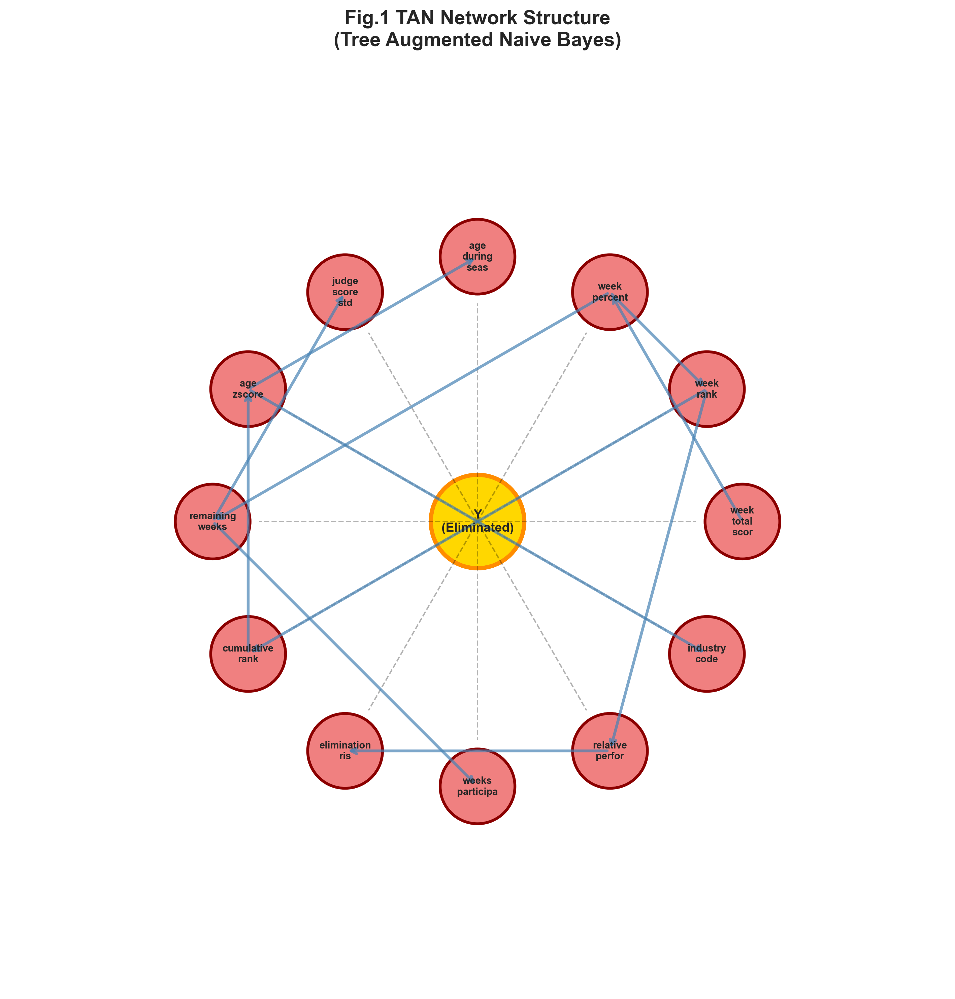 Fig.1 TAN Network Structure
(Tree Augmented Naive Bayes)
age
during
seas
judge
score
std
week
percent
age
zscore
week
rank
remaining
weeks
Y
(Eliminated)
week
total
scor
cumulative
rank
industry
code
elimination
ris
relative
perfor
weeks
participa